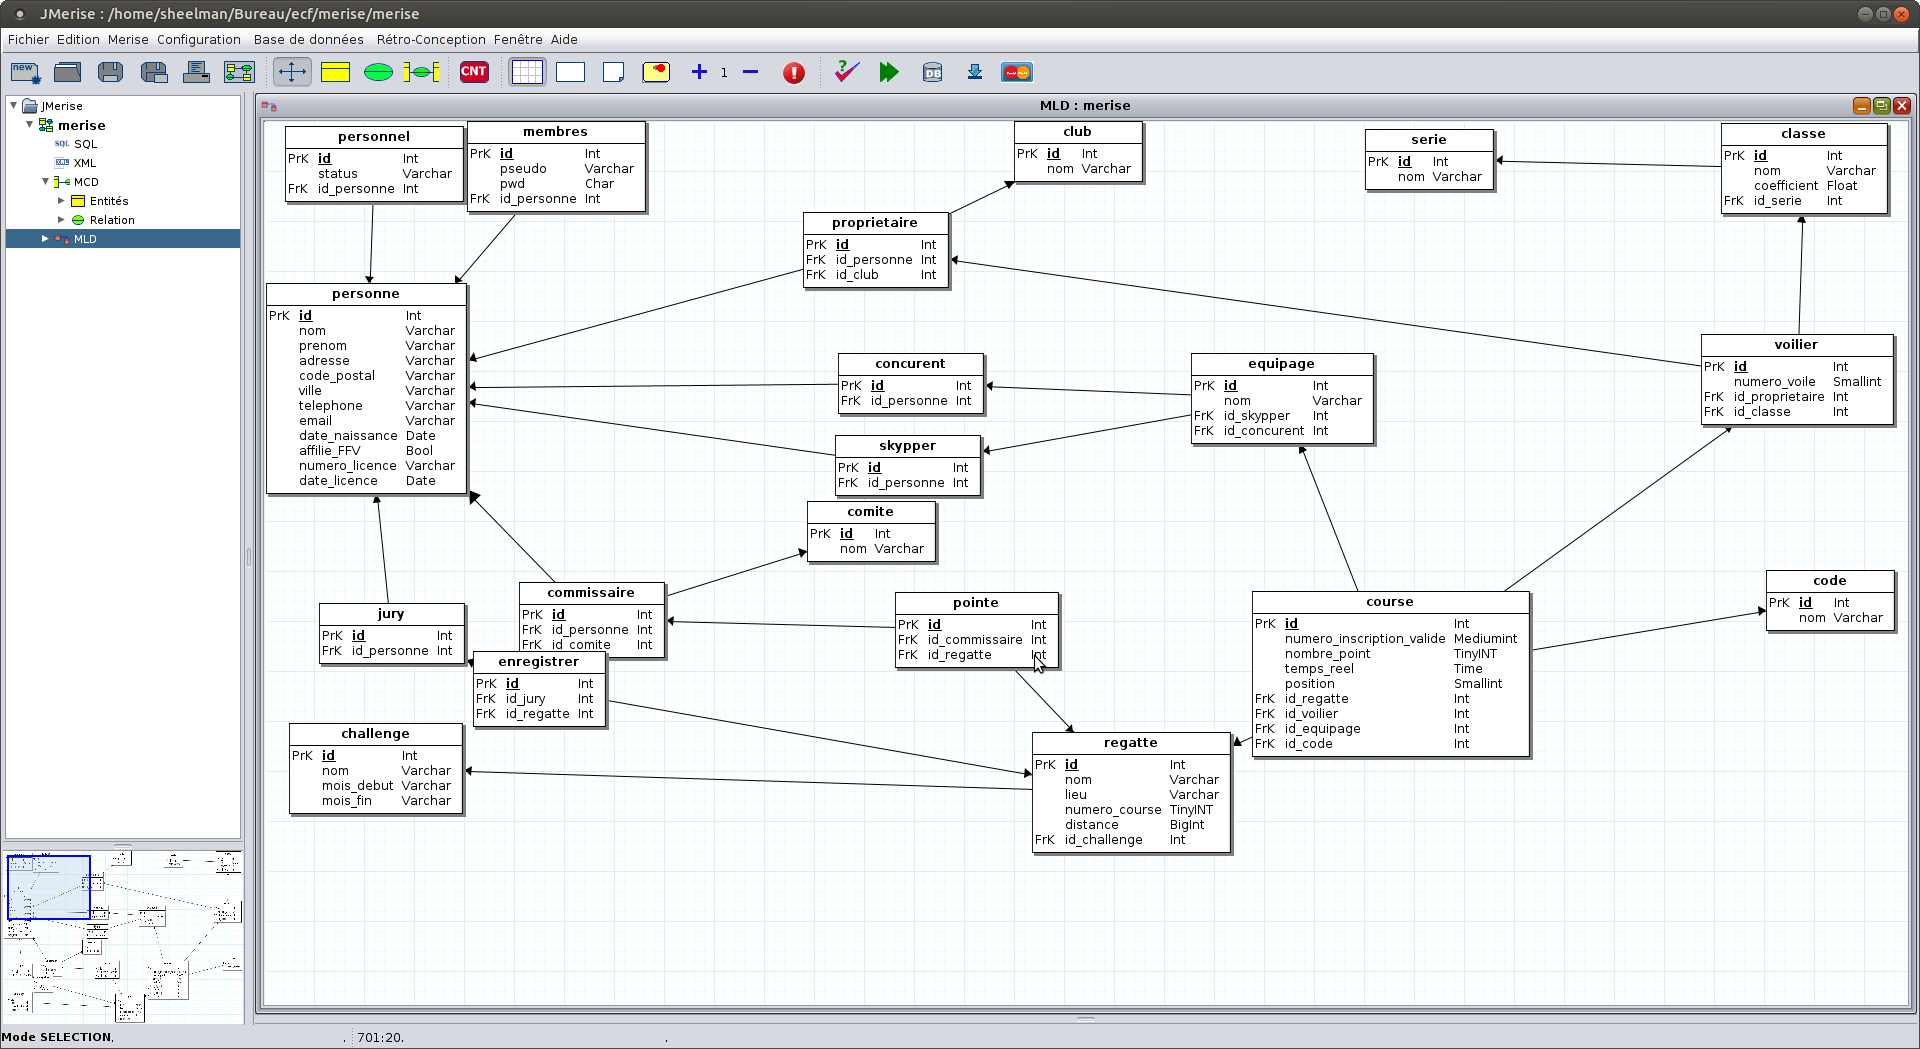 JMerise : /home/sheelman/Bureau/ecf/merise/merise
Fichier Edition Merise Configuration Base de données Rétro-Conception Fenêtre Aide
new CNT 1 DB
JMerise
merise
SQL SQL
XML
MCD
Entités
Relation
MLD
MLD : merise
personnel
PrK id Int
status Varchar
FrK id_personne Int
membres
PrK id Int
pseudo Varchar
pwd Char
FrK id_personne Int
club
PrK id Int
nom Varchar
serie
PrK id Int
nom Varchar
classe
PrK id Int
nom Varchar
coefficient Float
FrK id_serie Int
proprietaire
PrK id Int
FrK id_personne Int
FrK id_club Int
personne
PrK id Int
nom Varchar
prenom Varchar
adresse Varchar
code_postal Varchar
ville Varchar
telephone Varchar
email Varchar
date_naissance Date
affilie_FFV Bool
numero_licence Varchar
date_licence Date
concurent
PrK id Int
FrK id_personne Int
equipage
PrK id Int
nom Varchar
FrK id_skypper Int
FrK id_concurent Int
voilier
PrK id Int
numero_voile Smallint
FrK id_proprietaire Int
FrK id_classe Int
skypper
PrK id Int
FrK id_personne Int
comite
PrK id Int
nom Varchar
commissaire
PrK id Int
FrK id_personne Int
FrK id_comite Int
jury
PrK id Int
FrK id_personne Int
pointe
PrK id Int
FrK id_commissaire Int
FrK id_regatte Int
course
PrK id Int
numero_inscription_valide Mediumint
nombre_point TinyINT
temps_reel Time
position Smallint
FrK id_regatte Int
FrK id_voilier Int
FrK id_equipage Int
FrK id_code Int
code
PrK id Int
nom Varchar
enregistrer
PrK id Int
FrK id_jury Int
FrK id_regatte Int
challenge
PrK id Int
nom Varchar
mois_debut Varchar
mois_fin Varchar
regatte
PrK id Int
nom Varchar
lieu Varchar
numero_course TinyINT
distance BigInt
FrK id_challenge Int
Mode SELECTION. . 701:20. .